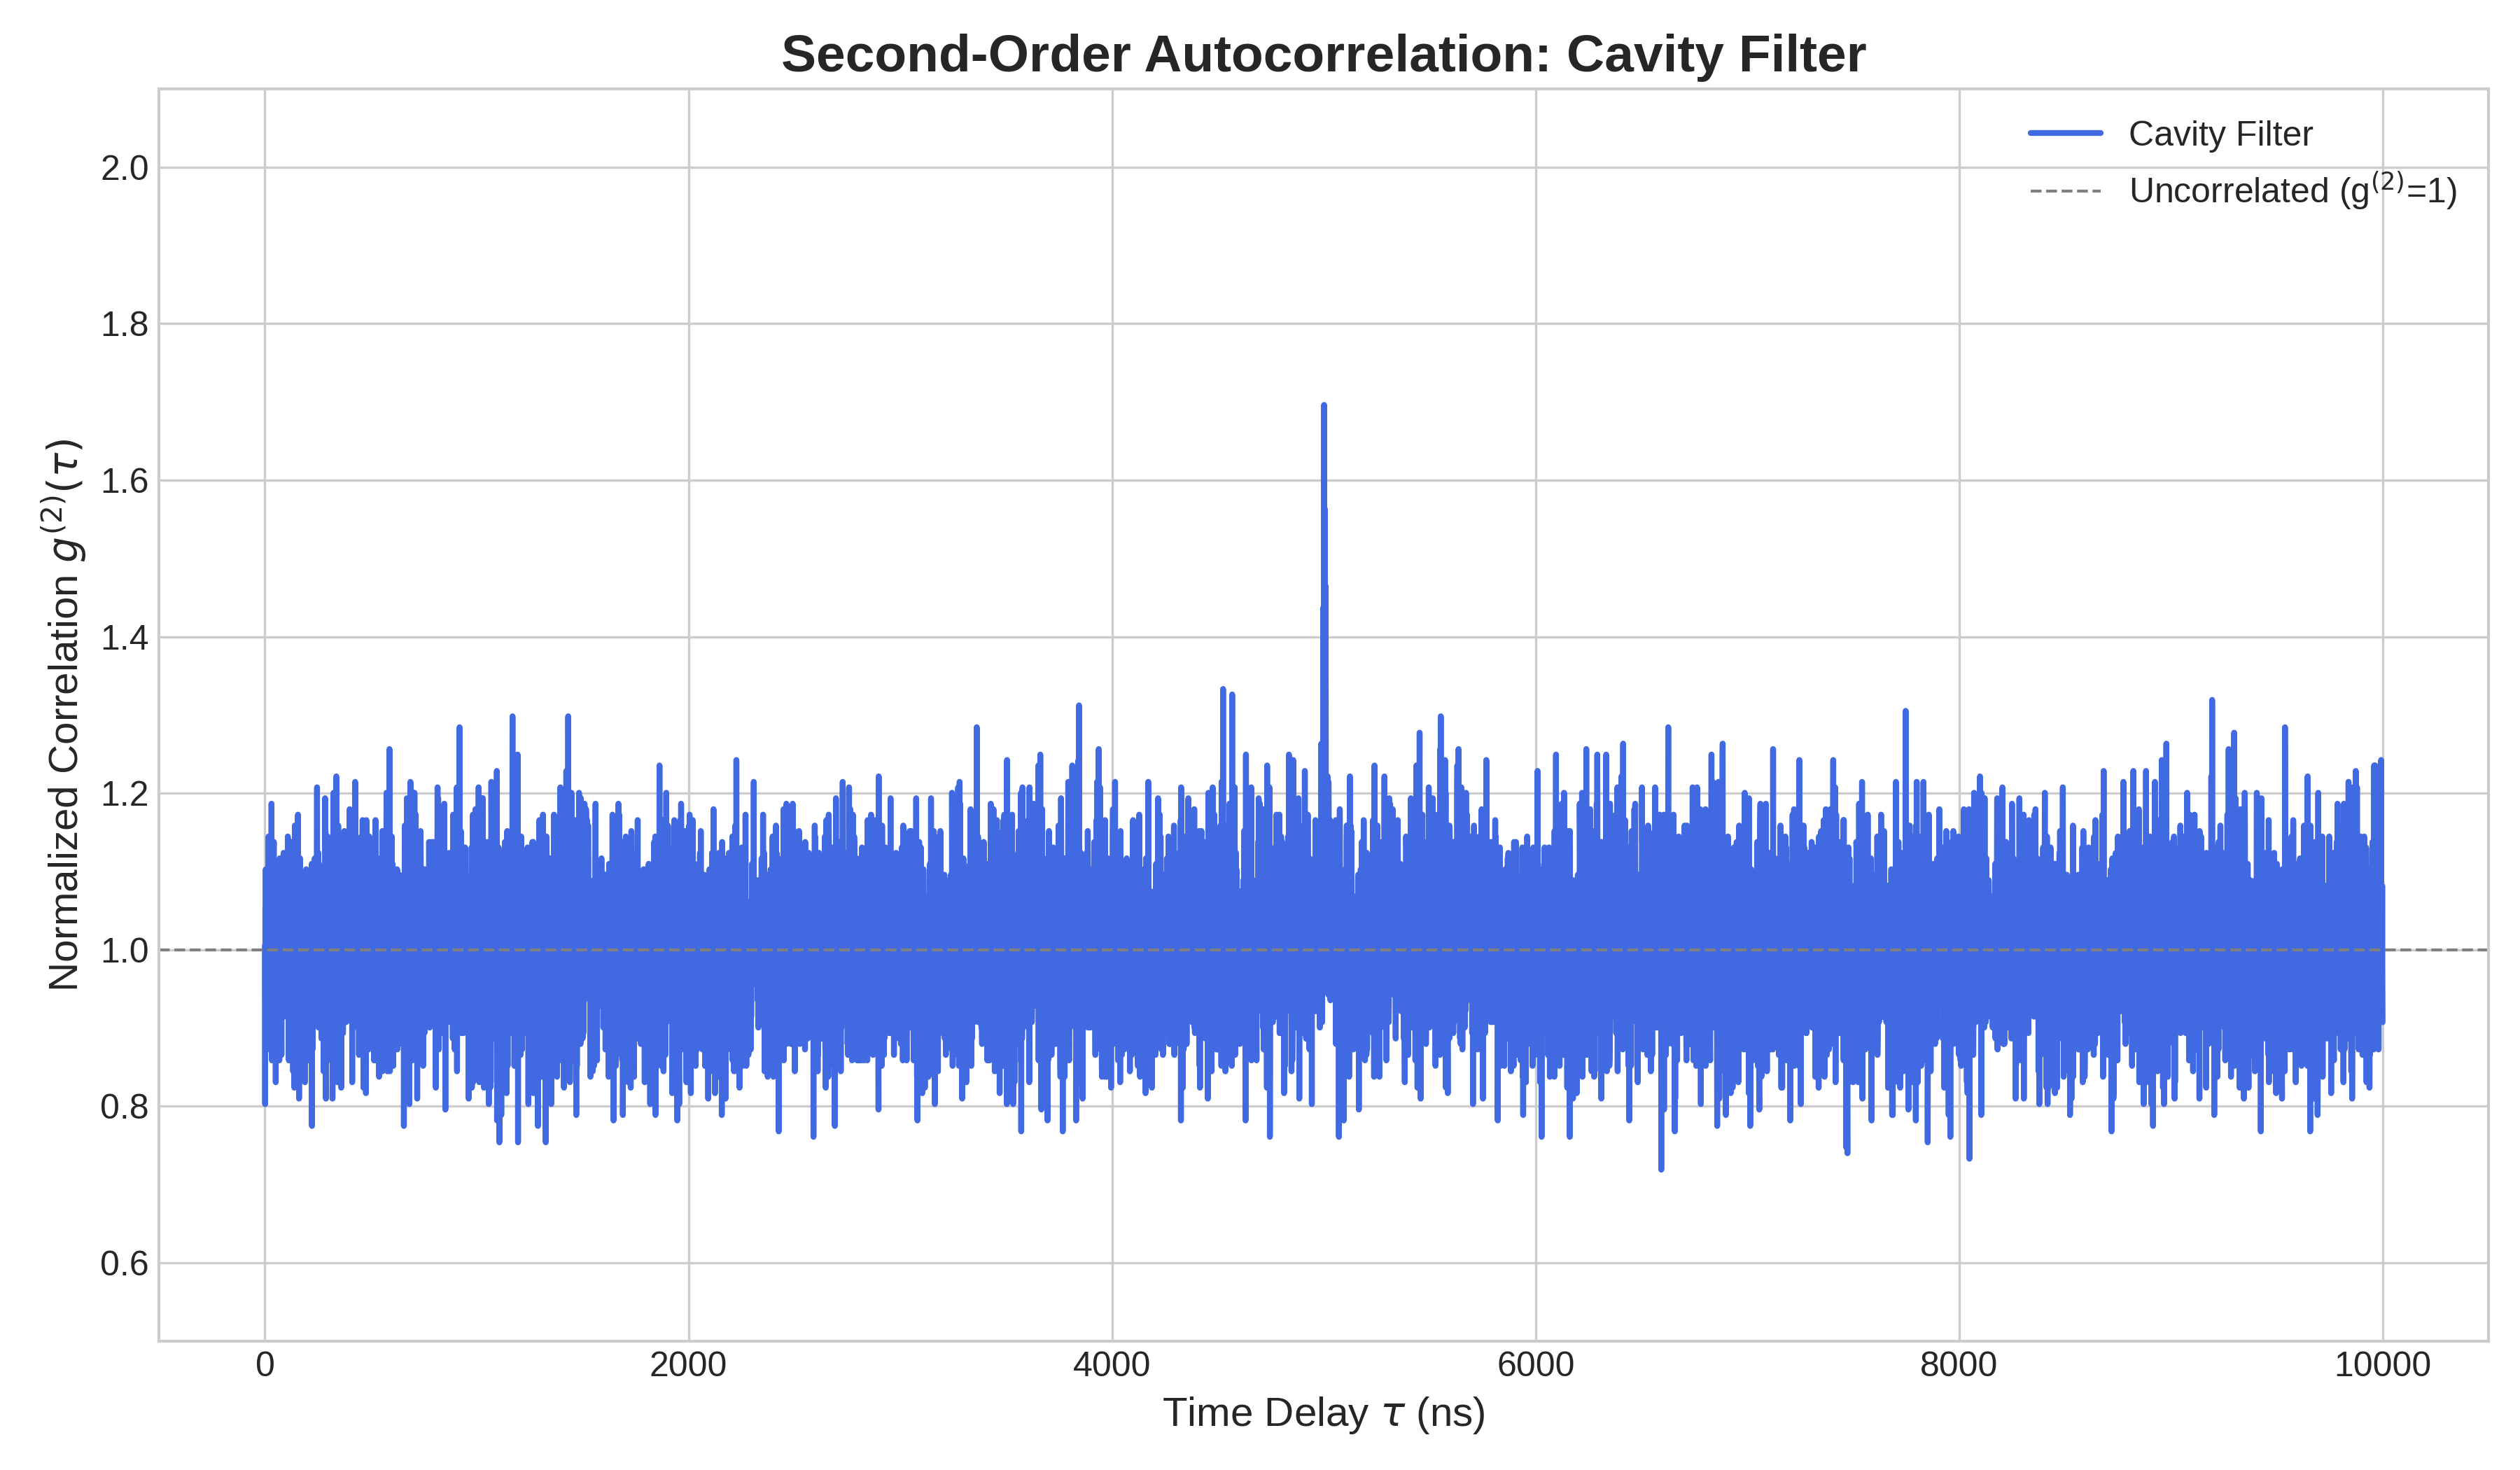 Second-Order Autocorrelation: Cavity Filter
Cavity Filter
Uncorrelated (g⁽²⁾=1)
Normalized Correlation g⁽²⁾(τ)
2.0
1.8
1.6
1.4
1.2
1.0
0.8
0.6
0
2000
4000
6000
8000
10000
Time Delay τ (ns)